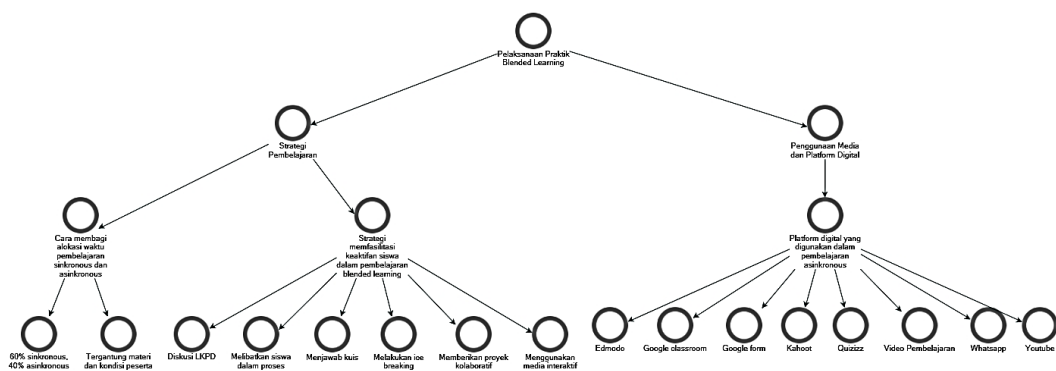 Pelaksanaan Praktik
Blended Learning
Strategi
Pembelajaran
Penggunaan Media
dan Platform Digital
Cara membagi
alokasi waktu
pembelajaran
sinkronous dan
asinkronous
Strategi
memfasilitasi
keaktifan siswa
dalam pembelajaran
blended learning
Platform digital yang
digunakan dalam
pembelajaran
asinkronous
60% sinkronous,
40% asinkronous
Tergantung materi
dan kondisi peserta
Diskusi LKPD
Melibatkan siswa
dalam proses
Menjawab kuis
Melakukan ice
breaking
Memberikan proyek
kolaboratif
Menggunakan
media interaktif
Edmodo
Google classroom
Google form
Kahoot
Quizizz
Video Pembelajaran
Whatsapp
Youtube